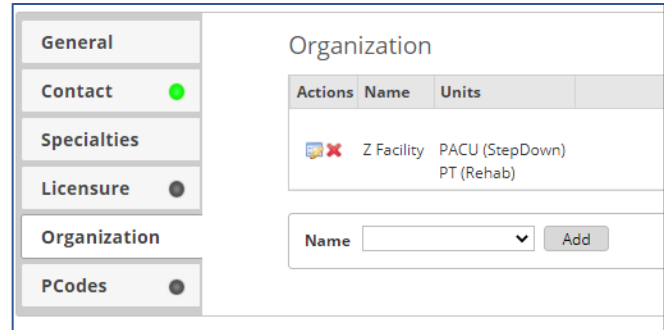 General
Contact
Specialties
Licensure
Organization
PCodes
Organization
Actions Name Units
Z Facility PACU (StepDown)
PT (Rehab)
Name Add